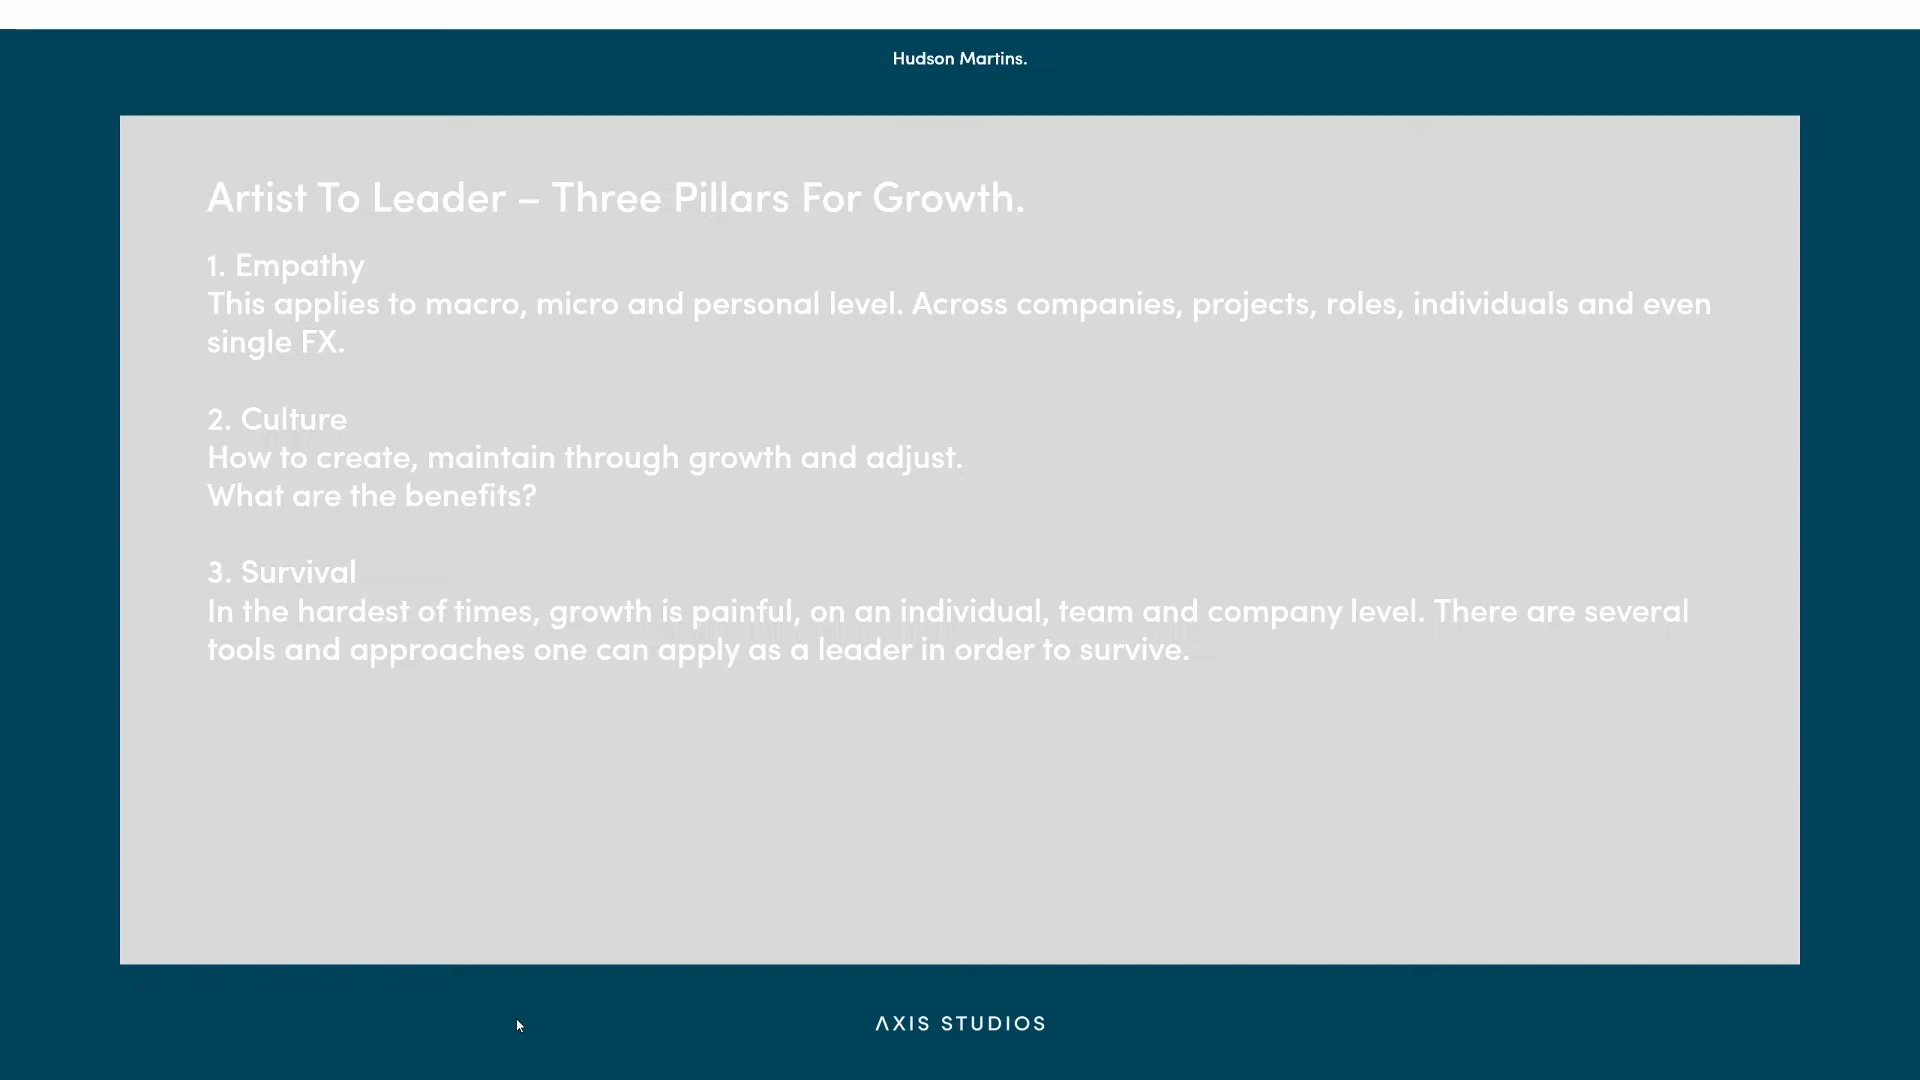 Hudson Martins.
Artist To Leader – Three Pillars For Growth.
1. Empathy
This applies to macro, micro and personal level. Across companies, projects, roles, individuals and even
single FX.
2. Culture
How to create, maintain through growth and adjust.
What are the benefits?
3. Survival
In the hardest of times, growth is painful, on an individual, team and company level. There are several
tools and approaches one can apply as a leader in order to survive.
AXIS STUDIOS